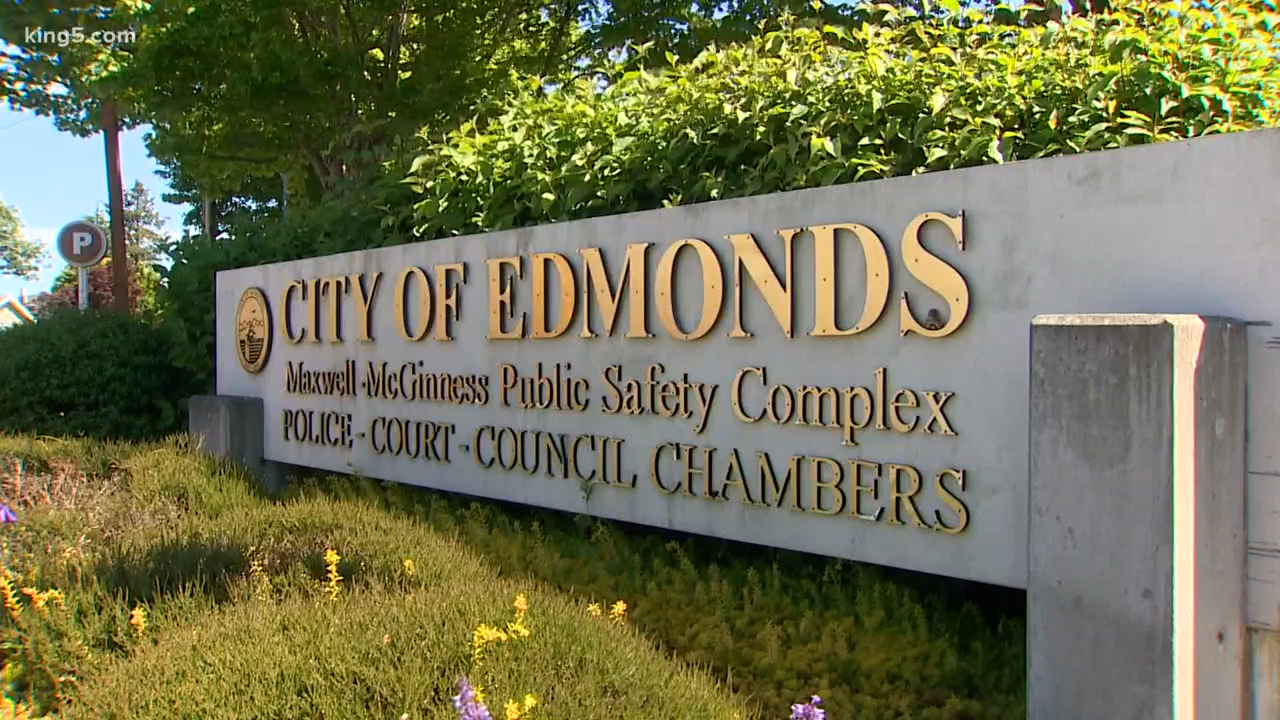 king5.com
P
CITY OF EDMONDS
Maxwell-McGinness Public Safety Complex
POLICE - COURT - COUNCIL CHAMBERS